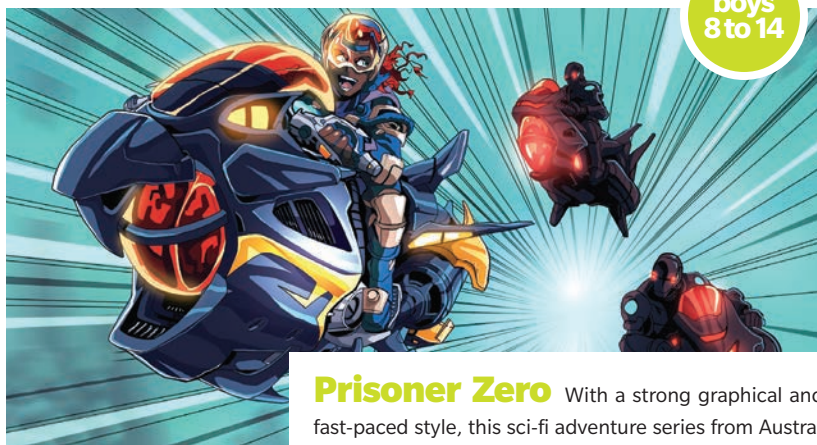 boys
8 to 14
Prisoner Zero With a strong graphical and
fast-paced style, this sci-fi adventure series from Austra